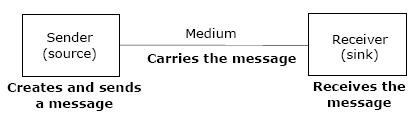 Sender
(source)
Medium
Receiver
(sink)
Carries the message
Creates and sends
a message
Receives the
message